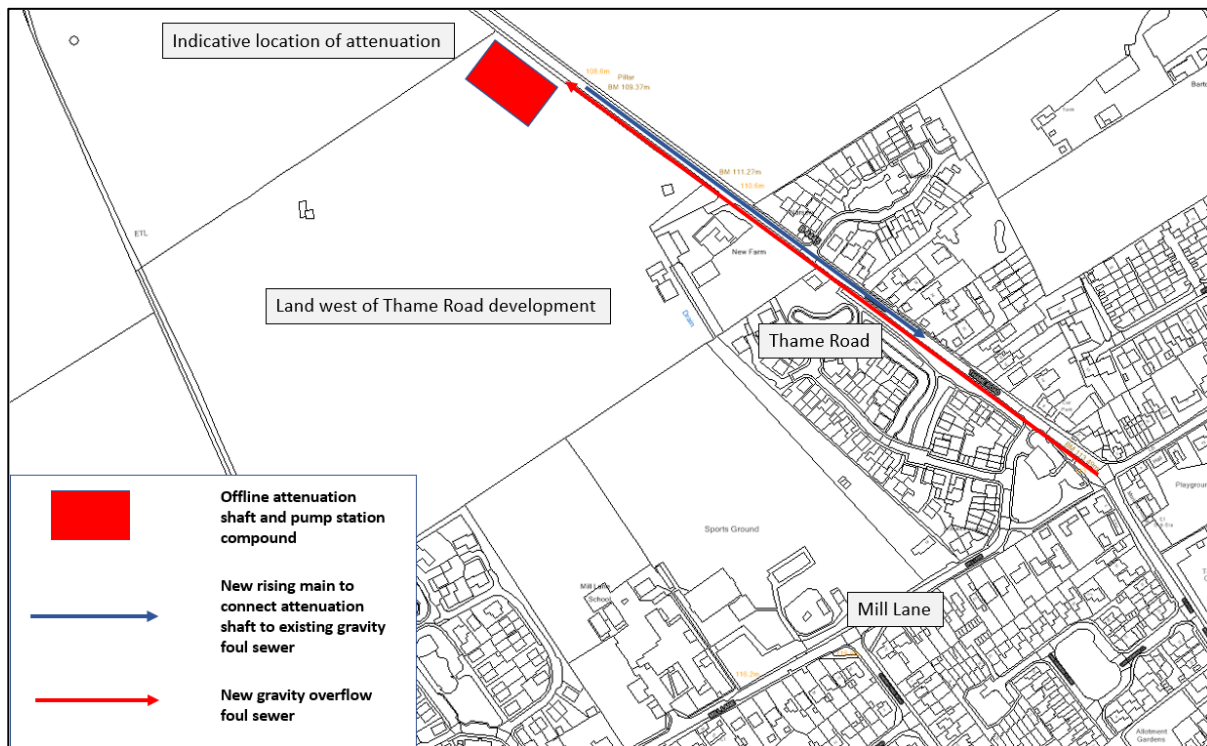 Indicative location of attenuation
108.8m
Pillar
BM 109.37m
BM 111.27m
110.6m
New Farm
ETL
Drain
Land west of Thame Road development
Thame Road
Playground
Sports Ground
Mill Lane
School
Mill Lane
116.2m
Allotment
Gardens
Offline attenuation
shaft and pump station
compound
New rising main to
connect attenuation
shaft to existing gravity
foul sewer
New gravity overflow
foul sewer